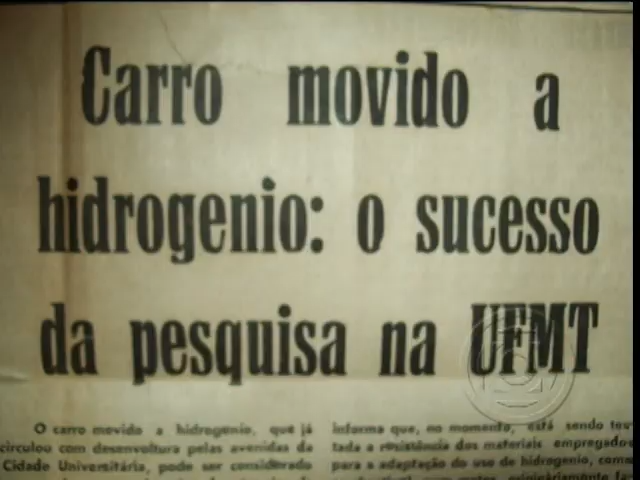 Carro movido a
hidrogenio: o sucesso
da pesquisa na UFMT
O carro movido a hidrogenio, que já
circulou com desenvoltura pelas avenidas da
Cidade Universitária, pode ser considerado
informa que, no momento, está sendo tes-
tada a resistência dos materiais empregados
para a adaptação do uso de hidrogenio, como